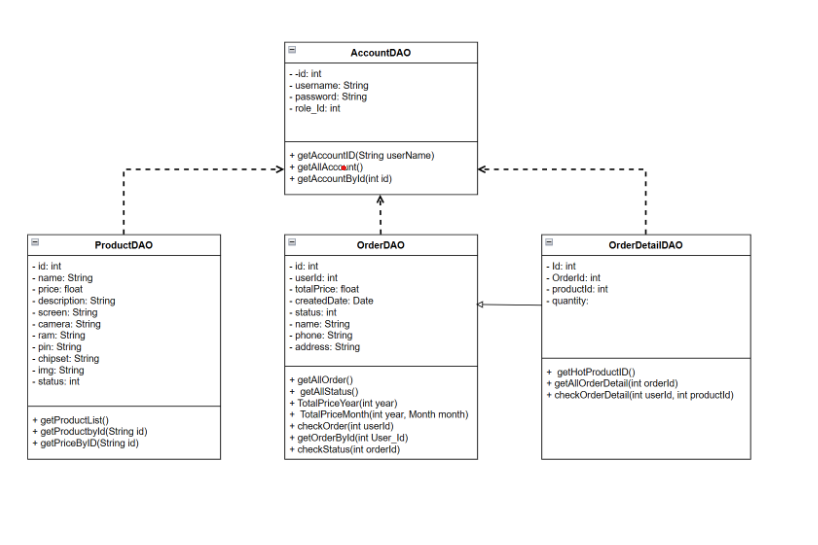 AccountDAO
- -id: int
- username: String
- password: String
- role_Id: int
+ getAccountID(String userName)
+ getAllAccount()
+ getAccountById(int id)
ProductDAO
- id: int
- name: String
- price: float
- description: String
- screen: String
- camera: String
- ram: String
- pin: String
- chipset: String
- img: String
- status: int
+ getProductList()
+ getProductbyId(String id)
+ getPriceByID(String id)
OrderDAO
- id: int
- userId: int
- totalPrice: float
- createdDate: Date
- status: int
- name: String
- phone: String
- address: String
+ getAllOrder()
+ getAllStatus()
+ TotalPriceYear(int year)
+ TotalPriceMonth(int year, Month month)
+ checkOrder(int userId)
+ getOrderById(int User_Id)
+ checkStatus(int orderId)
OrderDetailDAO
- Id: int
- OrderId: int
- productId: int
- quantity:
+ getHotProductID()
+ getAllOrderDetail(int orderId)
+ checkOrderDetail(int userId, int productId)